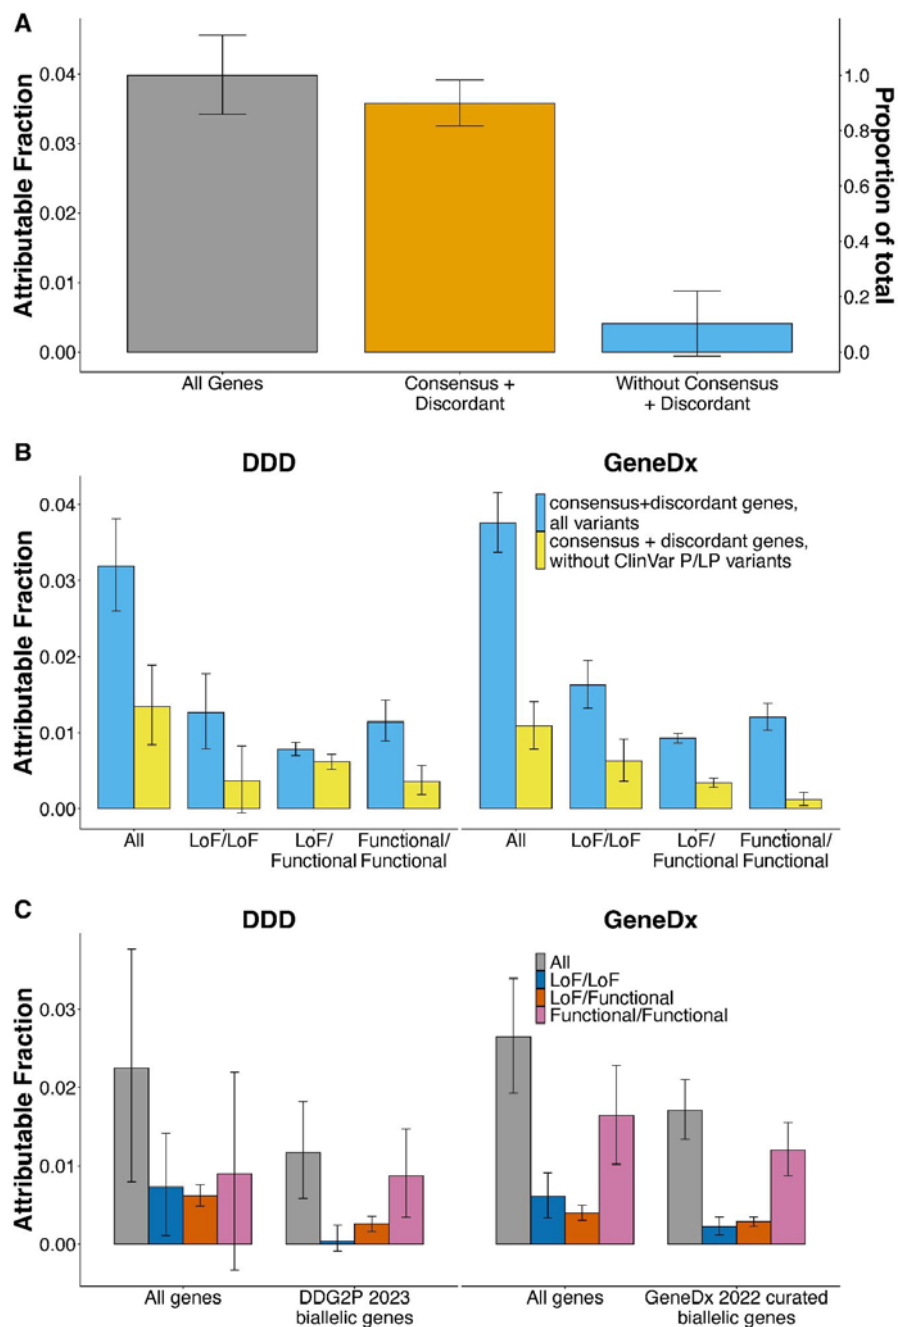 A
Attributable Fraction
0.04
0.03
0.02
0.01
0.00
1.0
0.8
0.6
0.4
0.2
0.0
Proportion of total
All Genes
Consensus +
Discordant
Without Consensus
+ Discordant
B
DDD
GeneDx
Attributable Fraction
0.04
0.03
0.02
0.01
0.00
consensus+discordant genes,
all variants
consensus + discordant genes,
without ClinVar P/LP variants
All
LoF/LoF
LoF/
Functional
Functional/
Functional
All
LoF/LoF
LoF/
Functional
Functional/
Functional
C
DDD
GeneDx
Attributable Fraction
0.03
0.02
0.01
0.00
All
LoF/LoF
LoF/Functional
Functional/Functional
All genes
DDG2P 2023
biallelic genes
All genes
GeneDx 2022 curated
biallelic genes